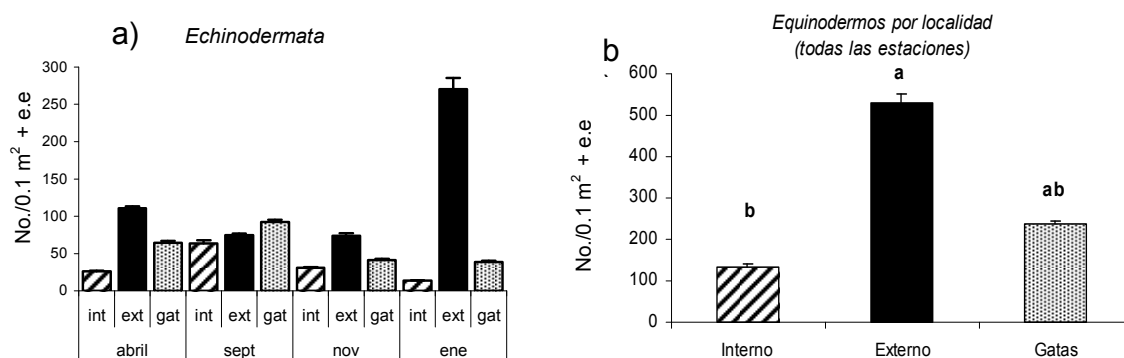 a) Echinodermata
No./0.1 m² + e.e
300
250
200
150
100
50
0
int ext gat int ext gat int ext gat int ext gat
abril sept nov ene
b
.
Equinodermos por localidad
(todas las estaciones)
No./0.1 m² + e.e
600
500
400
300
200
100
0
b a ab
Interno Externo Gatas